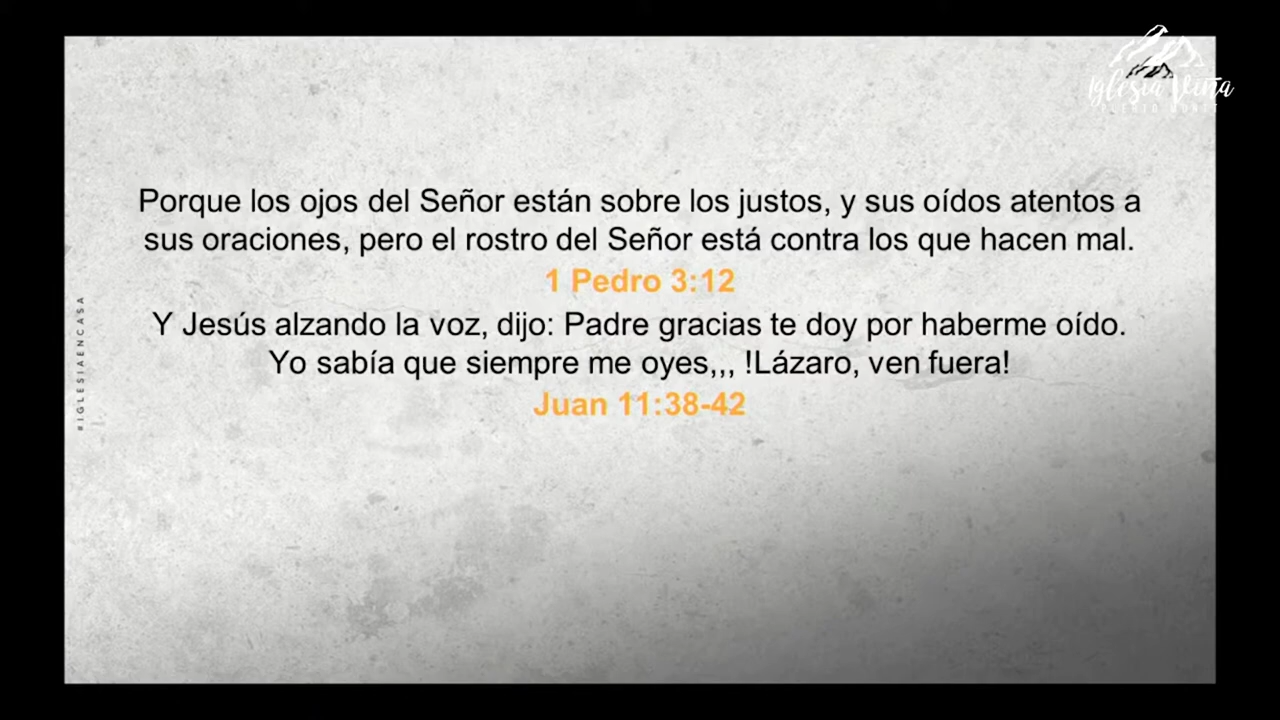 Iglesia Viña
Porque los ojos del Señor están sobre los justos, y sus oídos atentos a
sus oraciones, pero el rostro del Señor está contra los que hacen mal.
1 Pedro 3:12
Y Jesús alzando la voz, dijo: Padre gracias te doy por haberme oído.
Yo sabía que siempre me oyes,,, !Lázaro, ven fuera!
Juan 11:38-42
#IGLESIAENCASA